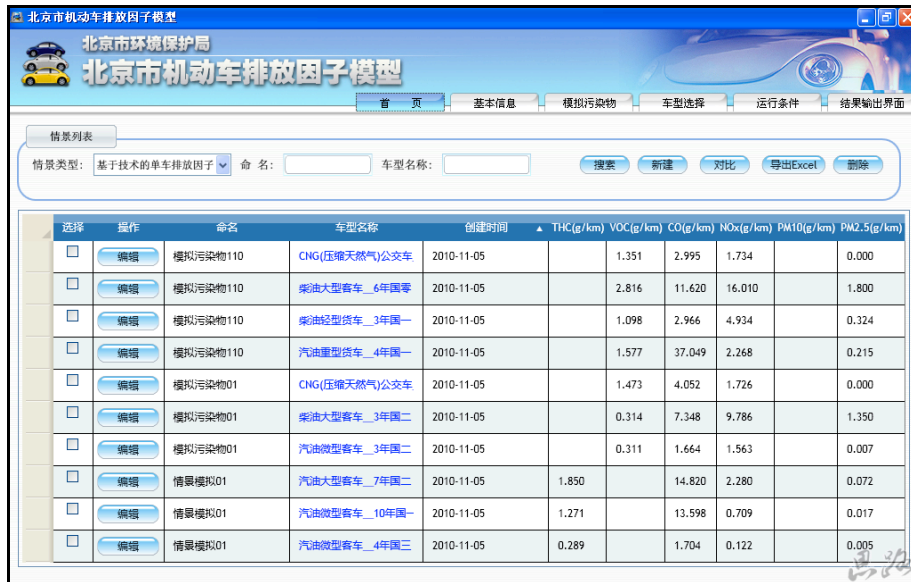 北京市机动车排放因子模型
北京市环境保护局
北京市机动车排放因子模型
首 页 基本信息 模拟污染物 车型选择 运行条件 结果输出界面
情景列表
情景类型: 基于技术的单车排放因子 命 名: 车型名称: 搜索 新建 对比 导出Excel 删除
选择 操作 命名 车型名称 创建时间 THC(g/km) VOC(g/km) CO(g/km) NOx(g/km) PM10(g/km) PM2.5(g/km)
编辑 模拟污染物110 CNG(压缩天然气)公交车 2010-11-05 1.351 2.995 1.734 0.000
编辑 模拟污染物110 柴油大型客车__6年国零 2010-11-05 2.816 11.620 16.010 1.800
编辑 模拟污染物110 柴油轻型货车__3年国一 2010-11-05 1.098 2.966 4.934 0.324
编辑 模拟污染物110 汽油重型货车__4年国一 2010-11-05 1.577 37.049 2.268 0.215
编辑 模拟污染物01 CNG(压缩天然气)公交车 2010-11-05 1.473 4.052 1.726 0.000
编辑 模拟污染物01 柴油大型客车__3年国二 2010-11-05 0.314 7.348 9.786 1.350
编辑 模拟污染物01 汽油微型客车__3年国二 2010-11-05 0.311 1.664 1.563 0.007
编辑 情景模拟01 汽油大型客车__7年国二 2010-11-05 1.850 14.820 2.280 0.072
编辑 情景模拟01 汽油微型客车__10年国一 2010-11-05 1.271 13.598 0.709 0.017
编辑 情景模拟01 汽油微型客车__4年国三 2010-11-05 0.289 1.704 0.122 0.005